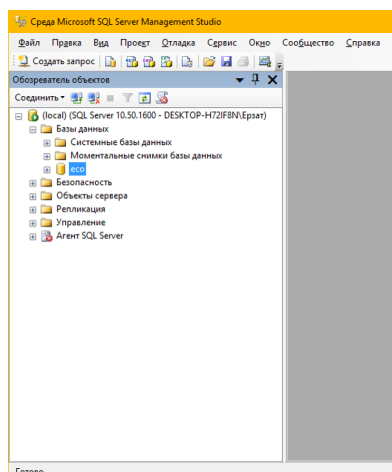 Среда Microsoft SQL Server Management Studio
Файл Правка Вид Проект Отладка Сервис Окно Сообщество Справка
Создать запрос
Обозреватель объектов
Соединить
(local) (SQL Server 10.50.1600 - DESKTOP-H72IF8N\Ерзат)
Базы данных
Системные базы данных
Моментальные снимки базы данных
eco
Безопасность
Объекты сервера
Репликация
Управление
Агент SQL Server
Готово